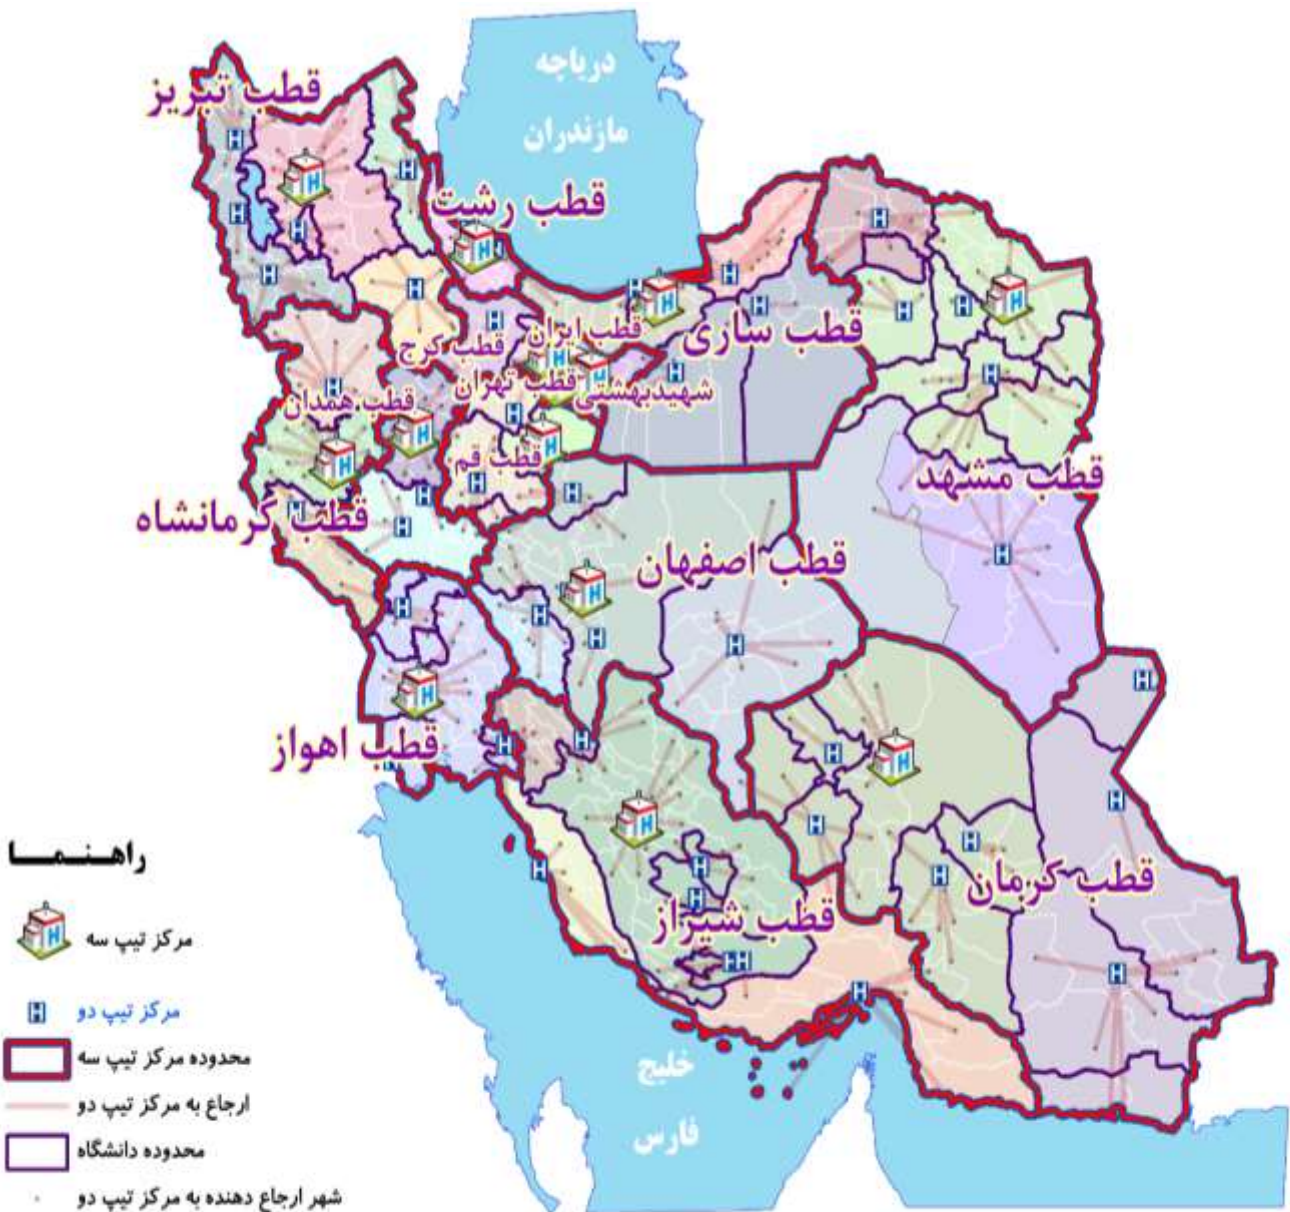 دریاچه
مازندران
قطب تبریز
قطب رشت
قطب ساری
قطب ایران
قطب کرج
قطب تهران
شهیدبهشتی
قطب همدان
قطب قم
قطب مشهد
قطب کرمانشاه
قطب اصفهان
قطب اهواز
قطب کرمان
قطب شیراز
خلیج
فارس
راهنما
مرکز تیپ سه
مرکز تیپ دو
محدوده مرکز تیپ سه
ارجاع به مرکز تیپ دو
محدوده دانشگاه
شهر ارجاع دهنده به مرکز تیپ دو